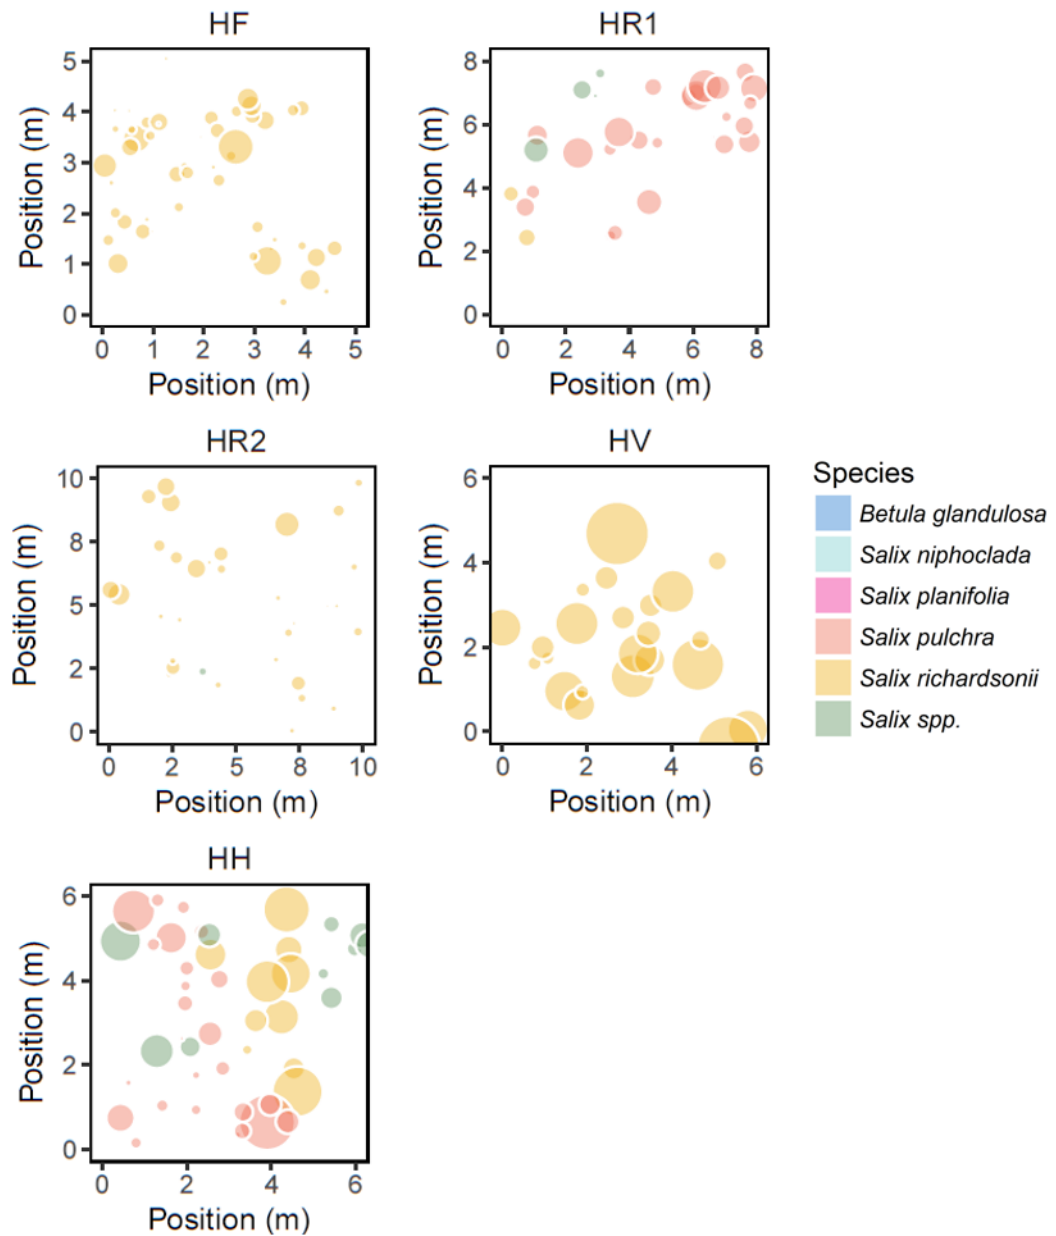 HF
HR1
5
4
3
2
1
0
Position (m)
0 1 2 3 4 5
Position (m)
8
6
4
2
0
Position (m)
0 2 4 6 8
Position (m)
HR2
HV
10
8
5
2
0
Position (m)
0 2 5 8 10
Position (m)
6
4
2
0
Position (m)
0 2 4 6
Position (m)
Species
Betula glandulosa
Salix niphoclada
Salix planifolia
Salix pulchra
Salix richardsonii
Salix spp.
HH
6
4
2
0
Position (m)
0 2 4 6
Position (m)